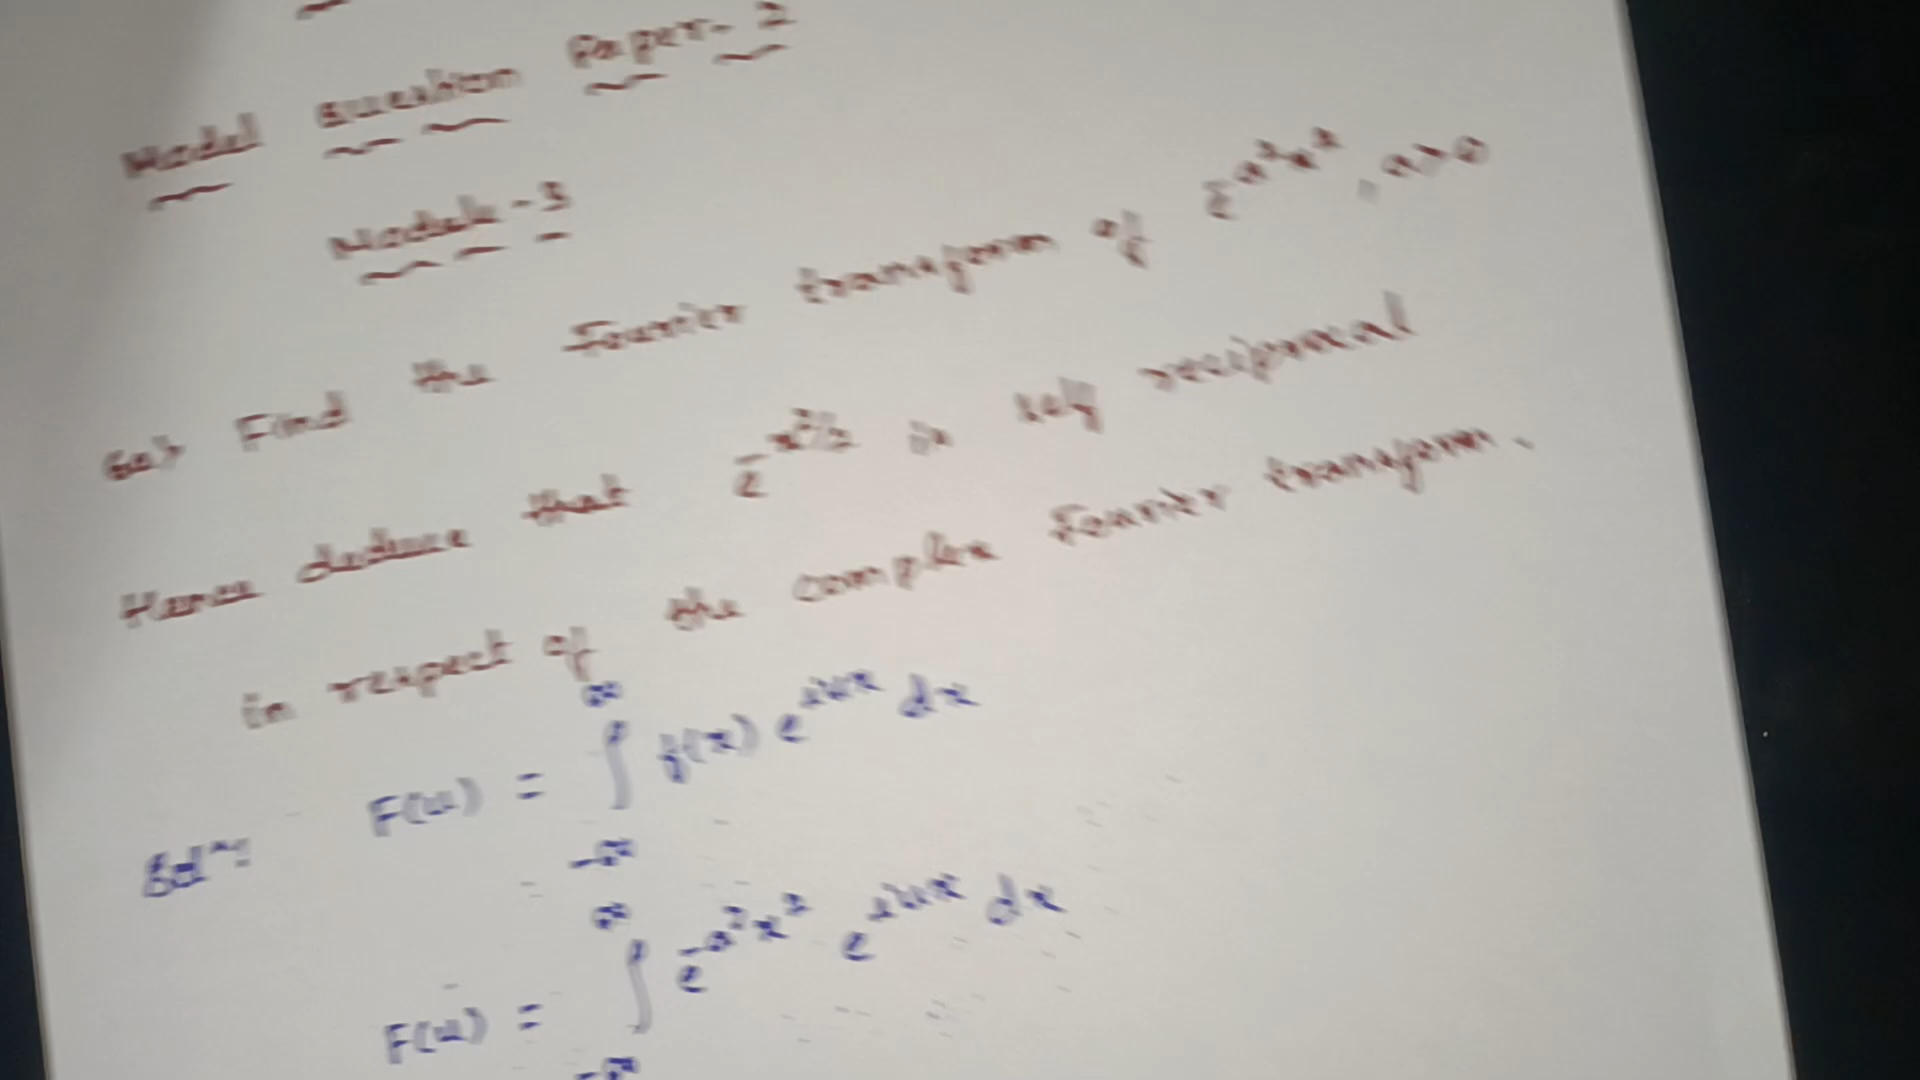 Model Question Paper-2
Module-3
6a) Find the Fourier transform of e^-a²x², a>0
Hence deduce that e^-x²/2 is self reciprocal
in respect of the complex Fourier transform.
Solⁿ: F(u) = ∫_-∞^∞ f(x) e^iux dx
F(u) = ∫_-∞^∞ e^-a²x² e^iux dx